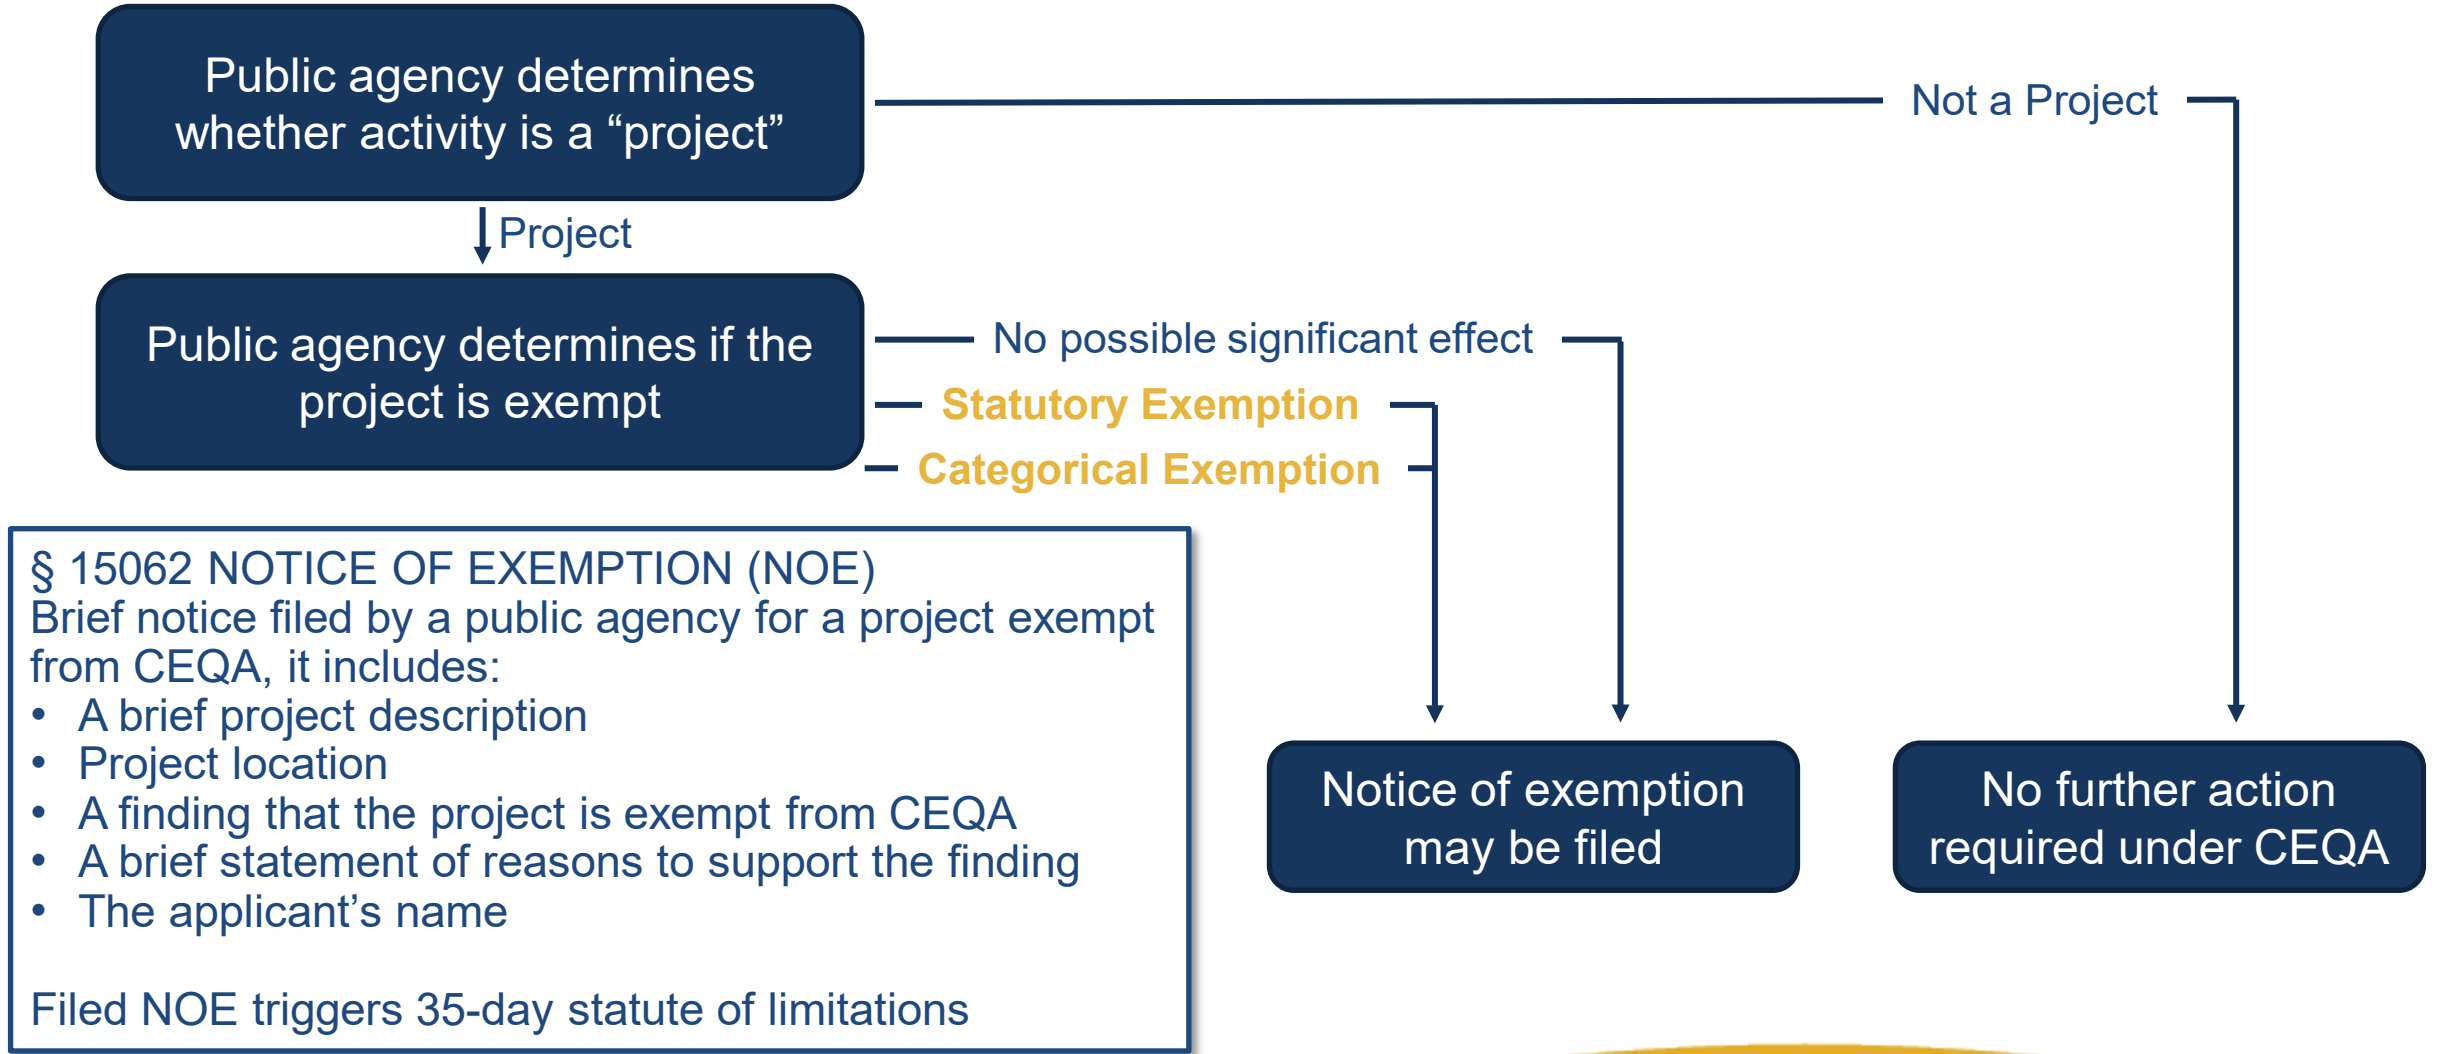 Public agency determines
whether activity is a “project”
Not a Project
Project
Public agency determines if the
project is exempt
No possible significant effect
Statutory Exemption
Categorical Exemption
§ 15062 NOTICE OF EXEMPTION (NOE)
Brief notice filed by a public agency for a project exempt
from CEQA, it includes:
• A brief project description
• Project location
• A finding that the project is exempt from CEQA
• A brief statement of reasons to support the finding
• The applicant’s name
Filed NOE triggers 35-day statute of limitations
Notice of exemption
may be filed
No further action
required under CEQA